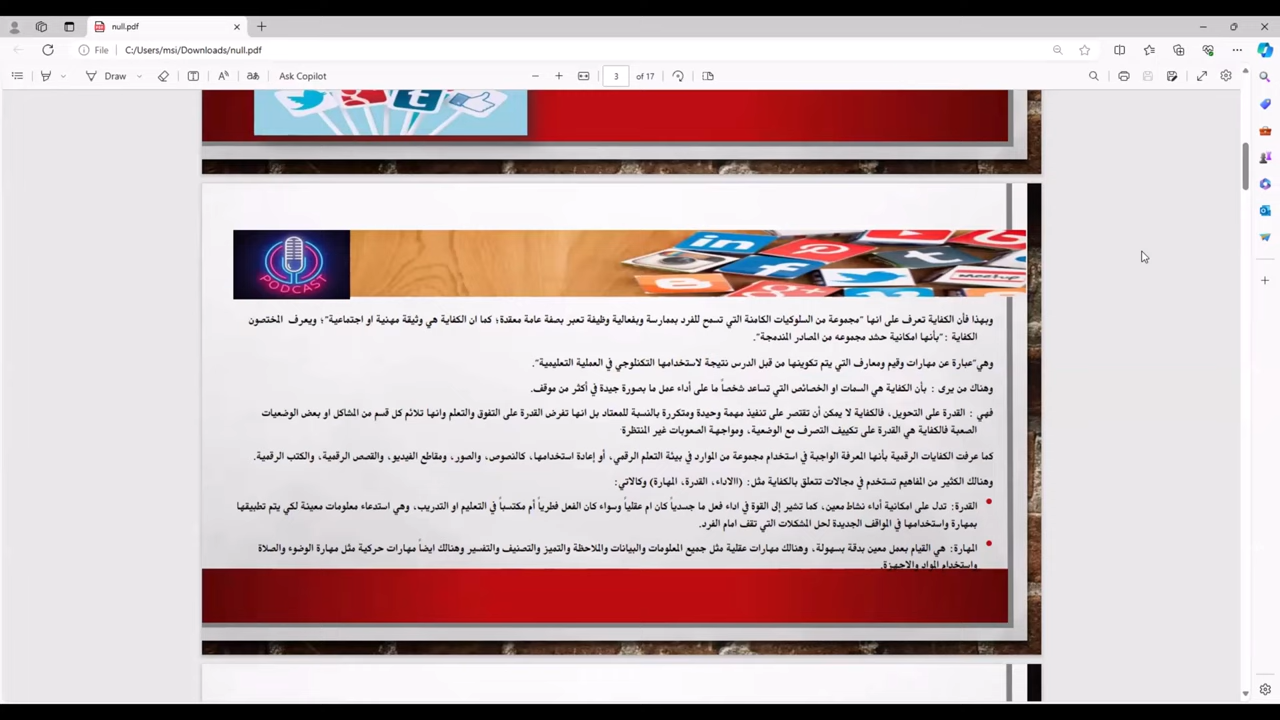 null.pdf
File
C:/Users/msi/Downloads/null.pdf
Draw
Ask Copilot
3
of 17
PODCAS
in
meetup
وبهذا فأن الكفاية تعرف على انها "مجموعة من السلوكيات الكامنة التي تسمح للفرد بممارسة وبفعالية وظيفة تعبر بصفة عامة معقدة؛ كما ان الكفاية هي وثيقة مهنية او اجتماعية"؛ ويعرف المختصون
الكفاية : "بأنها امكانية حشد مجموعه من المصادر المندمجة".
وهي"عبارة عن مهارات وقيم ومعارف التي يتم تكوينها من قبل الدرس نتيجة لاستخدامها التكنلوجي في العملية التعليمية".
وهناك من يرى : بأن الكفاية هي السمات او الخصائص التي تساعد شخصاً ما على أداء عمل ما بصورة جيدة في أكثر من موقف.
فهي : القدرة على التحويل، فالكفاية لا يمكن أن تقتصر على تنفيذ مهمة وحيدة ومتكررة بالنسبة للمعتاد بل انها تفرض القدرة على التفوق والتعلم وانها تلائم كل قسم من المشاكل او بعض الوضعيات
الصعبة فالكفاية هي القدرة على تكييف التصرف مع الوضعية، ومواجهة الصعوبات غير المنتظرة
كما عرفت الكفايات الرقمية بأنها المعرفة الواجبة في استخدام مجموعة من الموارد في بيئة التعلم الرقمي، أو إعادة استخدامها، كالنصوص، والصور، ومقاطع الفيديو، والقصص الرقمية، والكتب الرقمية.
وهنالك الكثير من المفاهيم تستخدم في مجالات تتعلق بالكفاية مثل: (االاداء، القدرة، المهارة) وكالاتي:
القدرة: تدل على امكانية أداء نشاط معين، كما تشير إلى القوة في اداء فعل ما جسدياً كان ام عقلياً وسواء كان الفعل فطرياً أم مكتسباً في التعليم او التدريب، وهي استدعاء معلومات معينة لكي يتم تطبيقها
بمهارة واستخدامها في المواقف الجديدة لحل المشكلات التي تقف امام الفرد.
المهارة: هي القيام بعمل معين بدقة بسهولة، وهنالك مهارات عقلية مثل جميع المعلومات والبيانات والملاحظة والتميز والتصنيف والتفسير وهنالك ايضاً مهارات حركية مثل مهارة الوضوء والصلاة
واستخدام المواد والاجهزة.